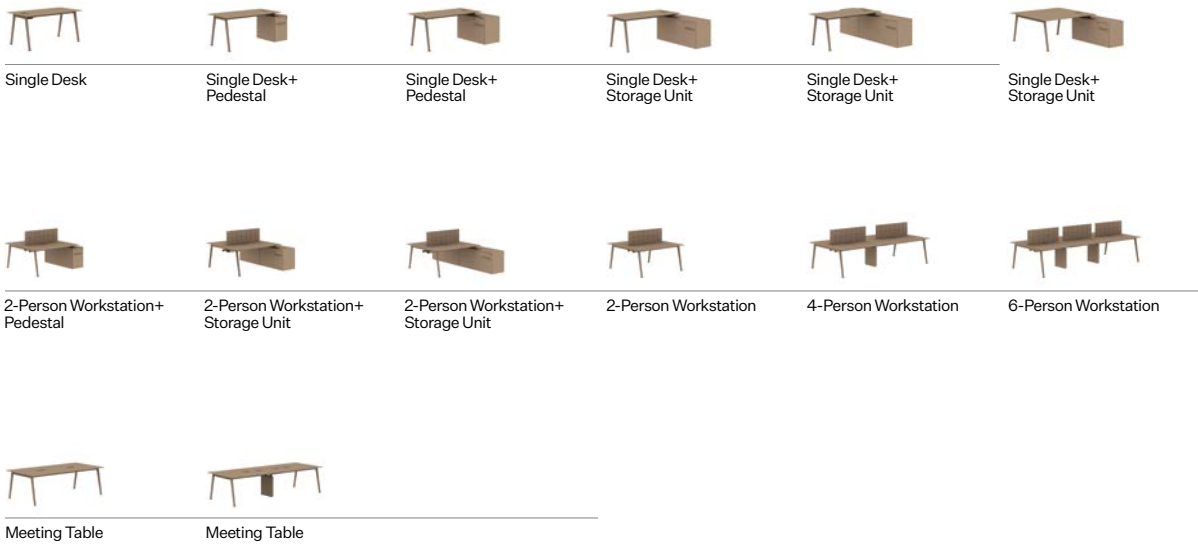 Single Desk
Single Desk+
Pedestal
Single Desk+
Pedestal
Single Desk+
Storage Unit
Single Desk+
Storage Unit
Single Desk+
Storage Unit
2-Person Workstation+
Pedestal
2-Person Workstation+
Storage Unit
2-Person Workstation+
Storage Unit
2-Person Workstation
4-Person Workstation
6-Person Workstation
Meeting Table
Meeting Table